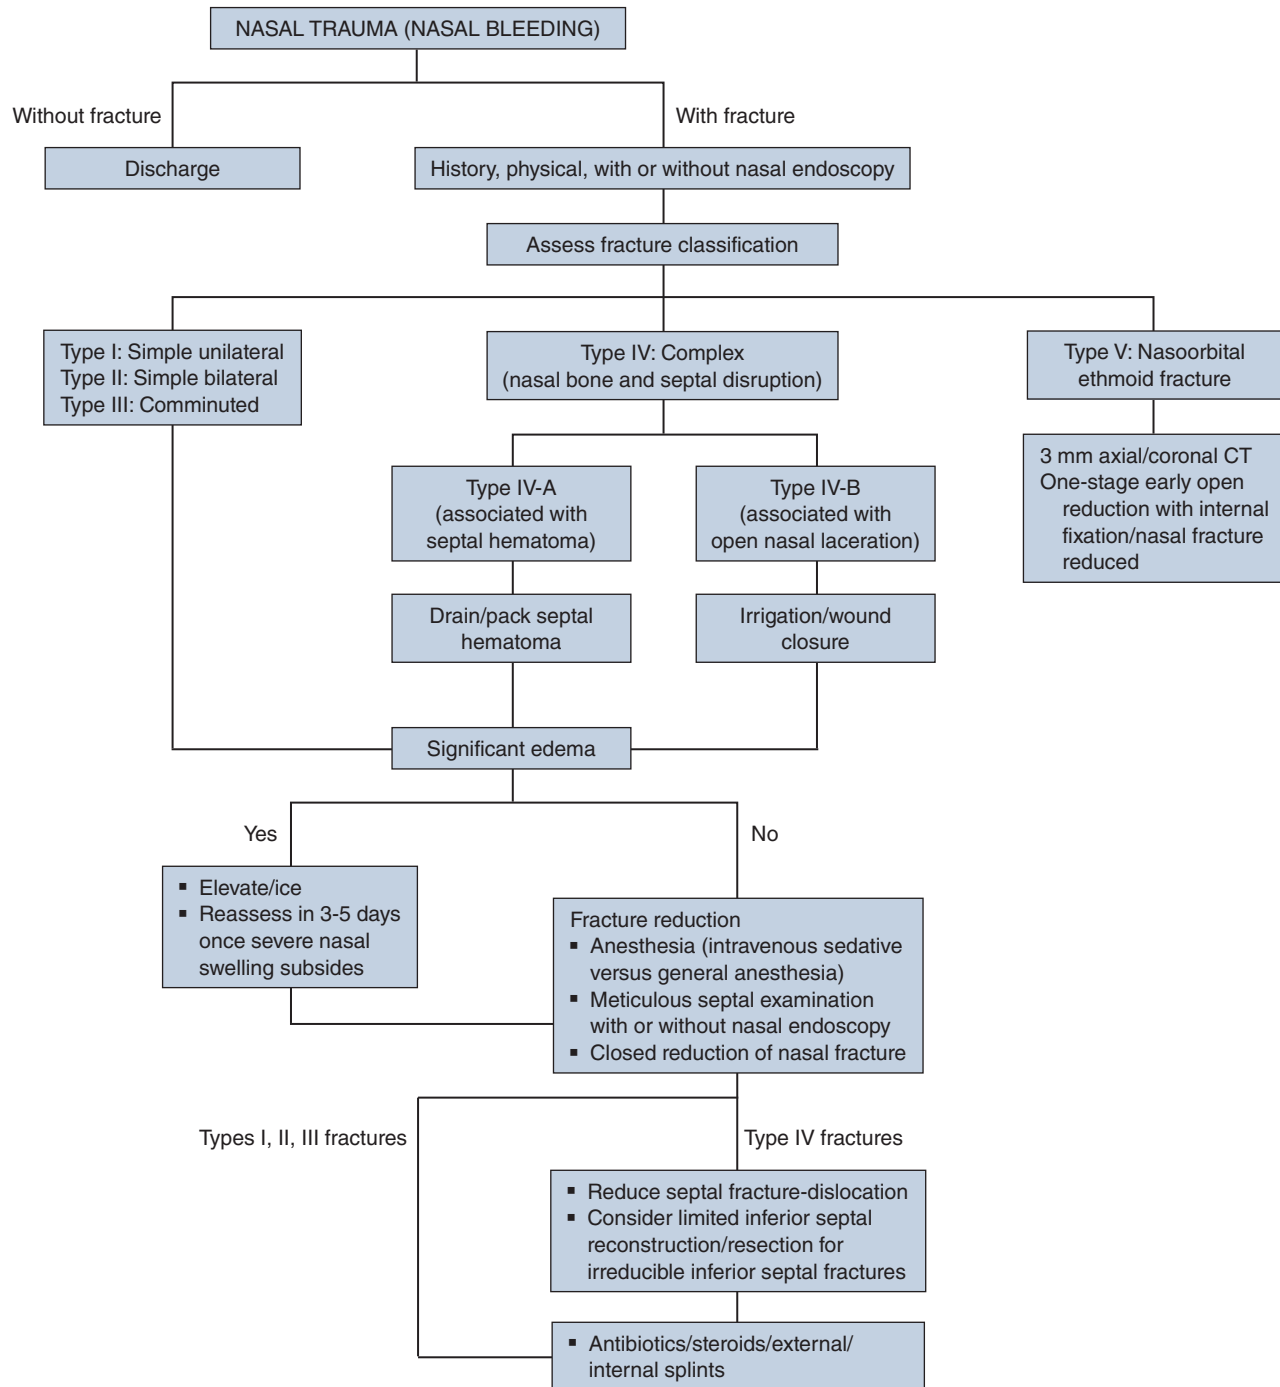 NASAL TRAUMA (NASAL BLEEDING)
Without fracture
With fracture
Discharge
History, physical, with or without nasal endoscopy
Assess fracture classification
Type I: Simple unilateral
Type II: Simple bilateral
Type III: Comminuted
Type IV: Complex
(nasal bone and septal disruption)
Type V: Nasoorbital
ethmoid fracture
Type IV-A
(associated with
septal hematoma)
Type IV-B
(associated with
open nasal laceration)
3 mm axial/coronal CT
One-stage early open
reduction with internal
fixation/nasal fracture
reduced
Drain/pack septal
hematoma
Irrigation/wound
closure
Significant edema
Yes
No
▪ Elevate/ice
▪ Reassess in 3-5 days
once severe nasal
swelling subsides
Fracture reduction
▪ Anesthesia (intravenous sedative
versus general anesthesia)
▪ Meticulous septal examination
with or without nasal endoscopy
▪ Closed reduction of nasal fracture
Types I, II, III fractures
Type IV fractures
▪ Reduce septal fracture-dislocation
▪ Consider limited inferior septal
reconstruction/resection for
irreducible inferior septal fractures
▪ Antibiotics/steroids/external/
internal splints